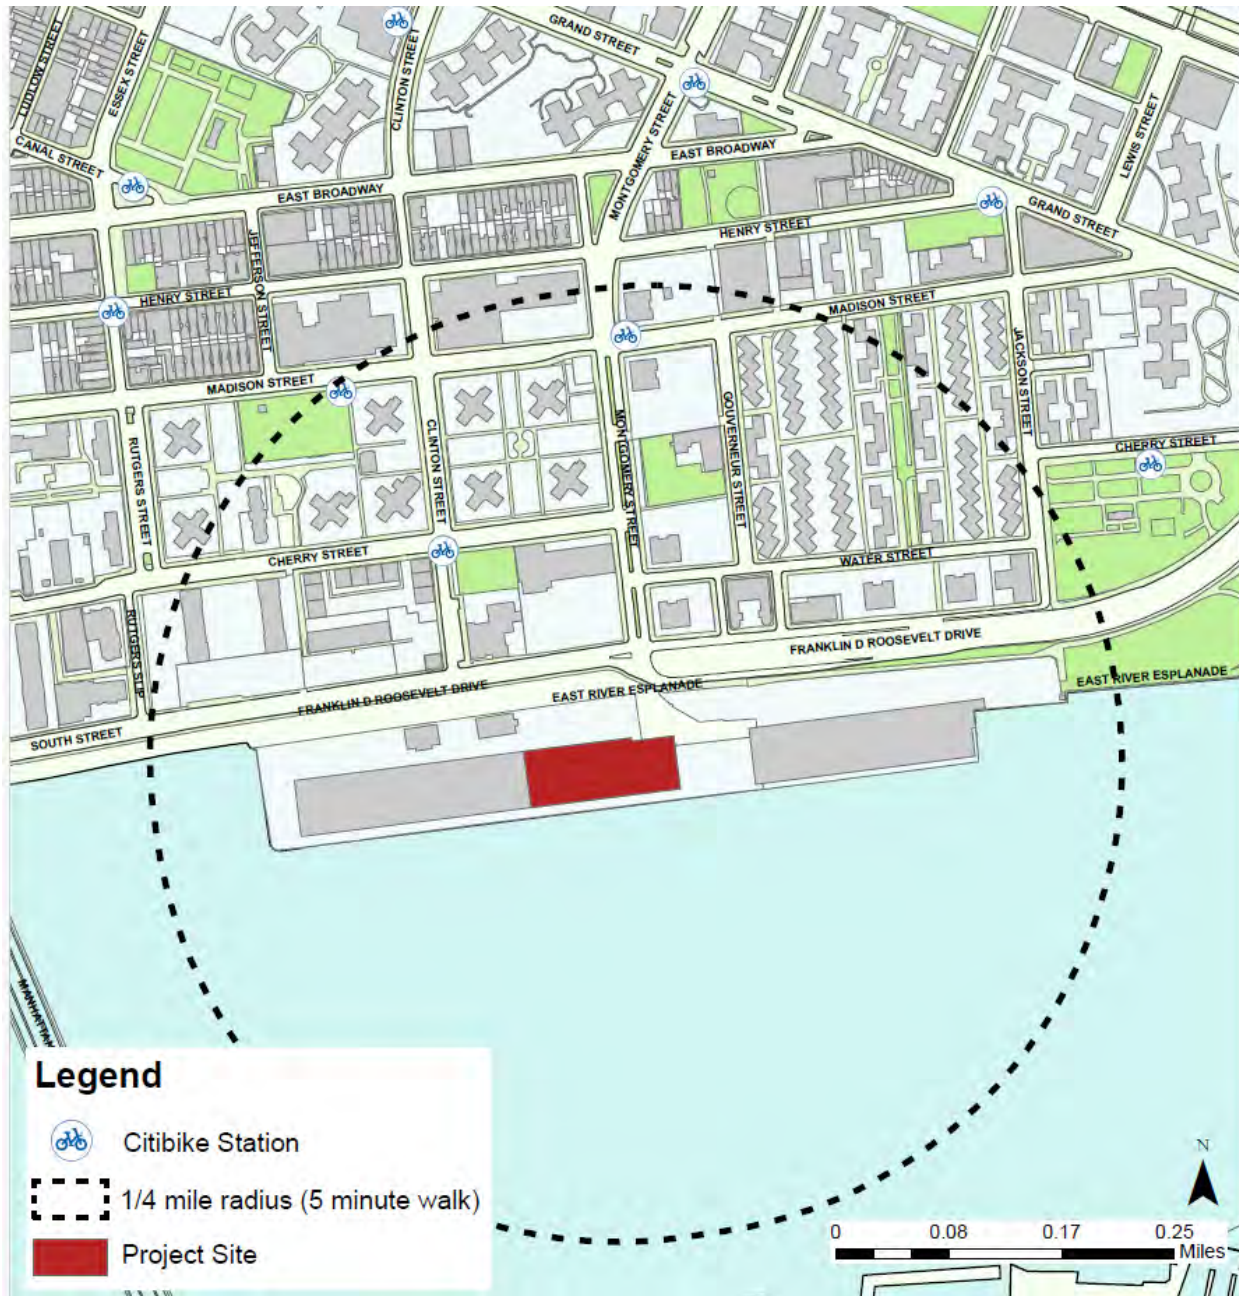 GRAND STREET
LUDLOW STREET
ESSEX STREET
CLINTON STREET
MONTGOMERY STREET
CANAL STREET
EAST BROADWAY
EAST BROADWAY
LEWIS STREET
GRAND STREET
HENRY STREET
JEFFERSON STREET
HENRY STREET
MADISON STREET
JACKSON STREET
MADISON STREET
CLINTON STREET
MONTGOMERY STREET
GOUVERNEUR STREET
RUTGERS STREET
CHERRY STREET
CHERRY STREET
WATER STREET
RUTGERS SLIP
FRANKLIN D ROOSEVELT DRIVE
FRANKLIN D ROOSEVELT DRIVE
EAST RIVER ESPLANADE
EAST RIVER ESPLANADE
SOUTH STREET
MANHATTAN
Legend
Citibike Station
1/4 mile radius (5 minute walk)
Project Site
N
0 0.08 0.17 0.25
Miles